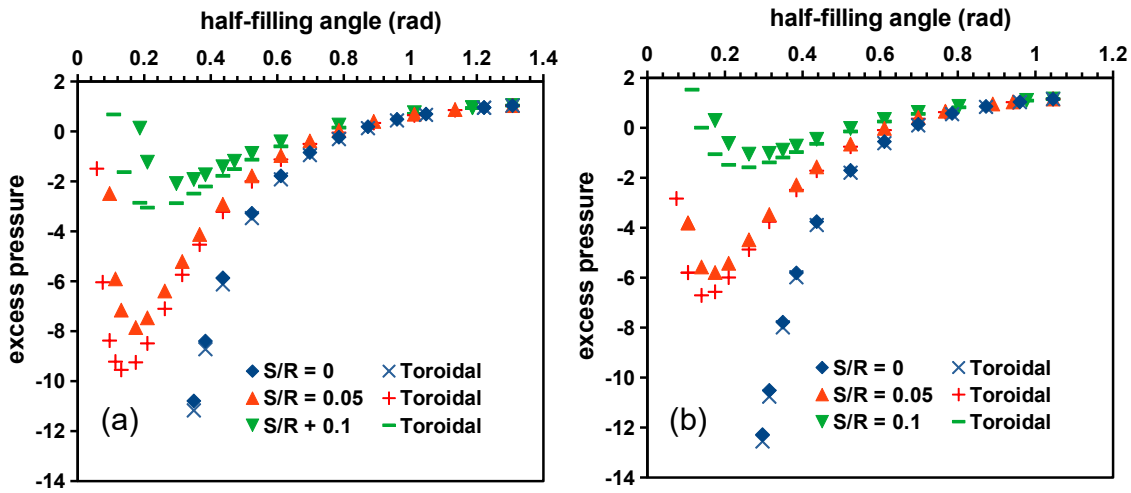 half-filling angle (rad)
0 0.2 0.4 0.6 0.8 1 1.2 1.4
excess pressure
2
0
-2
-4
-6
-8
-10
-12
-14
S/R = 0 Toroidal
S/R = 0.05 Toroidal
S/R + 0.1 Toroidal
(a)
half-filling angle (rad)
0 0.2 0.4 0.6 0.8 1 1.2
excess pressure
2
0
-2
-4
-6
-8
-10
-12
-14
S/R = 0 Toroidal
S/R = 0.05 Toroidal
S/R = 0.1 Toroidal
(b)